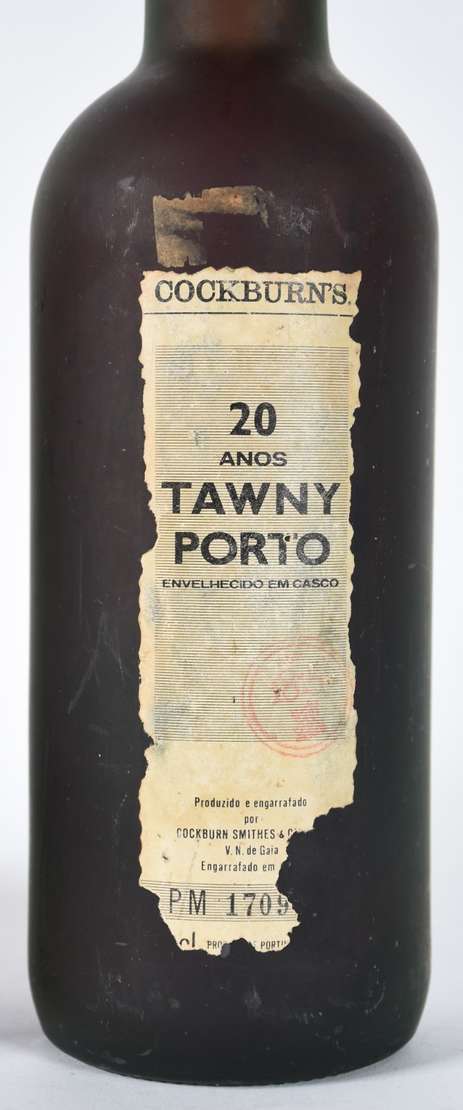 COCKBURN'S
20
ANOS
TAWNY
PORTO
ENVELHECIDO EM CASCO
Produzido e engarrafado
por
COCKBURN SMITHES &
V. N. de Gaia
Engarrafado em
PM 1709
cl